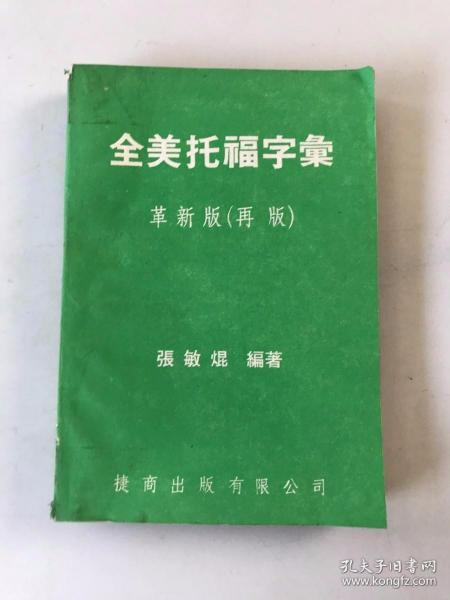 全美托福字彙
革新版(再版)
張敏焜 編著
捷商出版有限公司
孔夫子旧书网
www.kongfz.com